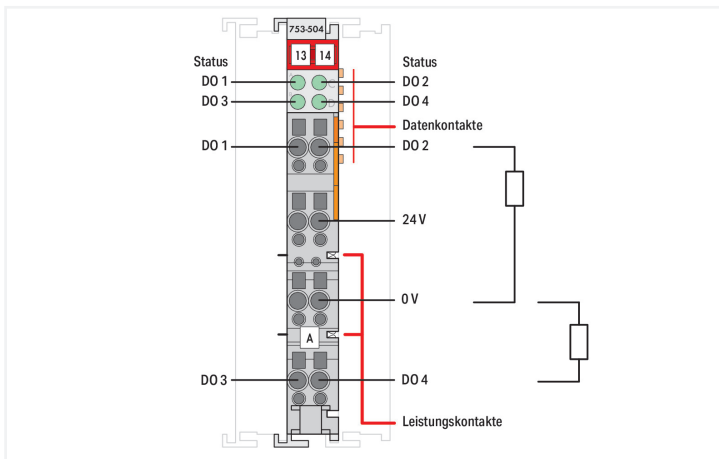 753-504
13 14
Status
Status
DO 1
DO 2
DO 3
DO 4
Datenkontakte
DO 1
DO 2
24 V
0 V
A
DO 3
DO 4
Leistungskontakte